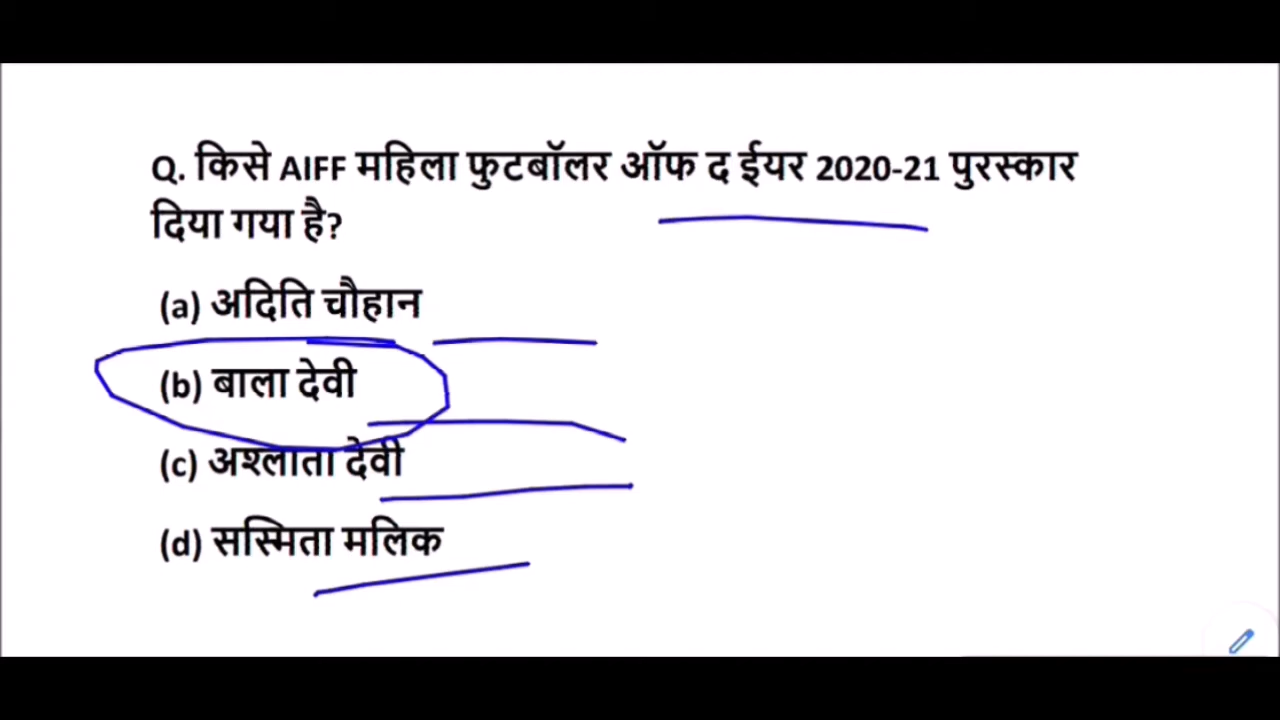 Q. किसे AIFF महिला फुटबॉलर ऑफ द ईयर 2020-21 पुरस्कार
दिया गया है?
(a) अदिति चौहान
(b) बाला देवी
(c) अश्लाता देवी
(d) सस्मिता मलिक